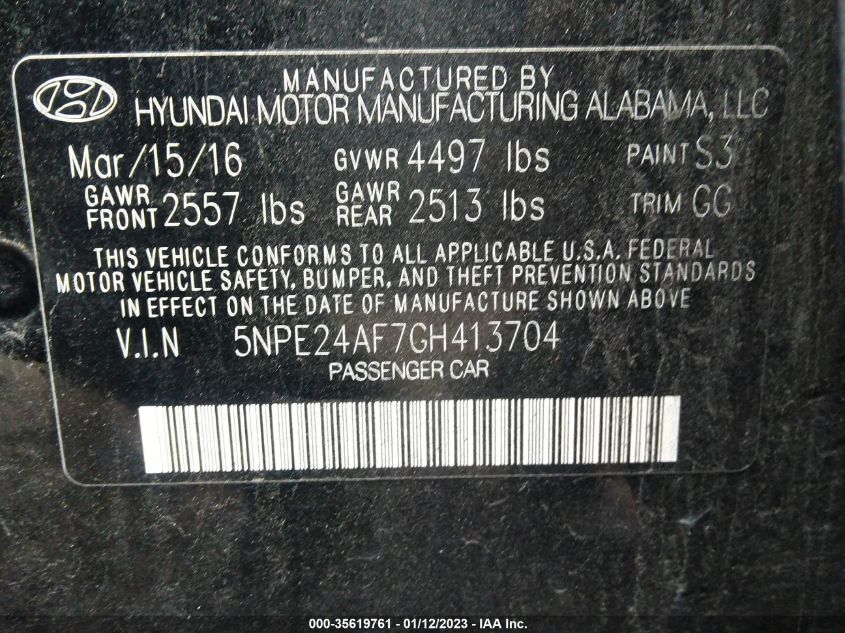 MANUFACTURED BY
HYUNDAI MOTOR MANUFACTURING ALABAMA, LLC
Mar/15/16 GVWR 4497 lbs PAINT S3
GAWR FRONT 2557 lbs GAWR REAR 2513 lbs TRIM GG
THIS VEHICLE CONFORMS TO ALL APPLICABLE U.S.A. FEDERAL
MOTOR VEHICLE SAFETY, BUMPER, AND THEFT PREVENTION STANDARDS
IN EFFECT ON THE DATE OF MANUFACTURE SHOWN ABOVE
V.I.N 5NPE24AF7GH413704
PASSENGER CAR
000-35619761 - 01/12/2023 - IAA Inc.